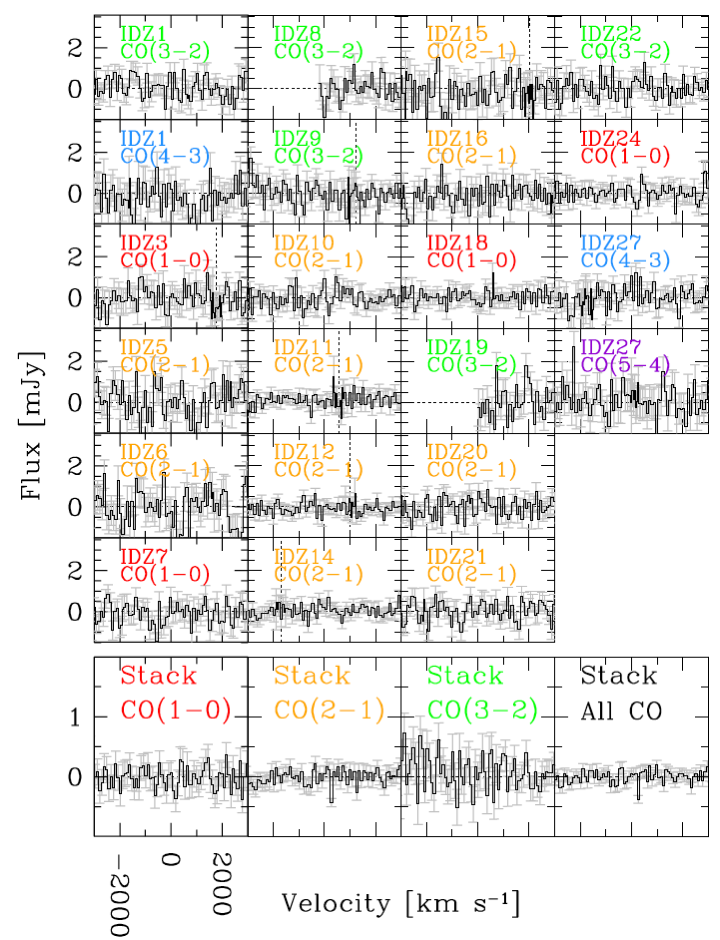 IDZ1
CO(3−2)
IDZ8
CO(3−2)
IDZ15
CO(2−1)
IDZ22
CO(3−2)
2
0
IDZ1
CO(4−3)
IDZ9
CO(3−2)
IDZ16
CO(2−1)
IDZ24
CO(1−0)
2
0
IDZ3
CO(1−0)
IDZ10
CO(2−1)
IDZ18
CO(1−0)
IDZ27
CO(4−3)
2
0
IDZ5
CO(2−1)
IDZ11
CO(2−1)
IDZ19
CO(3−2)
IDZ27
CO(5−4)
2
0
IDZ6
CO(2−1)
IDZ12
CO(2−1)
IDZ20
CO(2−1)
2
0
IDZ7
CO(1−0)
IDZ14
CO(2−1)
IDZ21
CO(2−1)
2
0
Flux [mJy]
Stack
CO(1−0)
Stack
CO(2−1)
Stack
CO(3−2)
Stack
All CO
1
0
−2000
0
2000
Velocity [km s⁻¹]